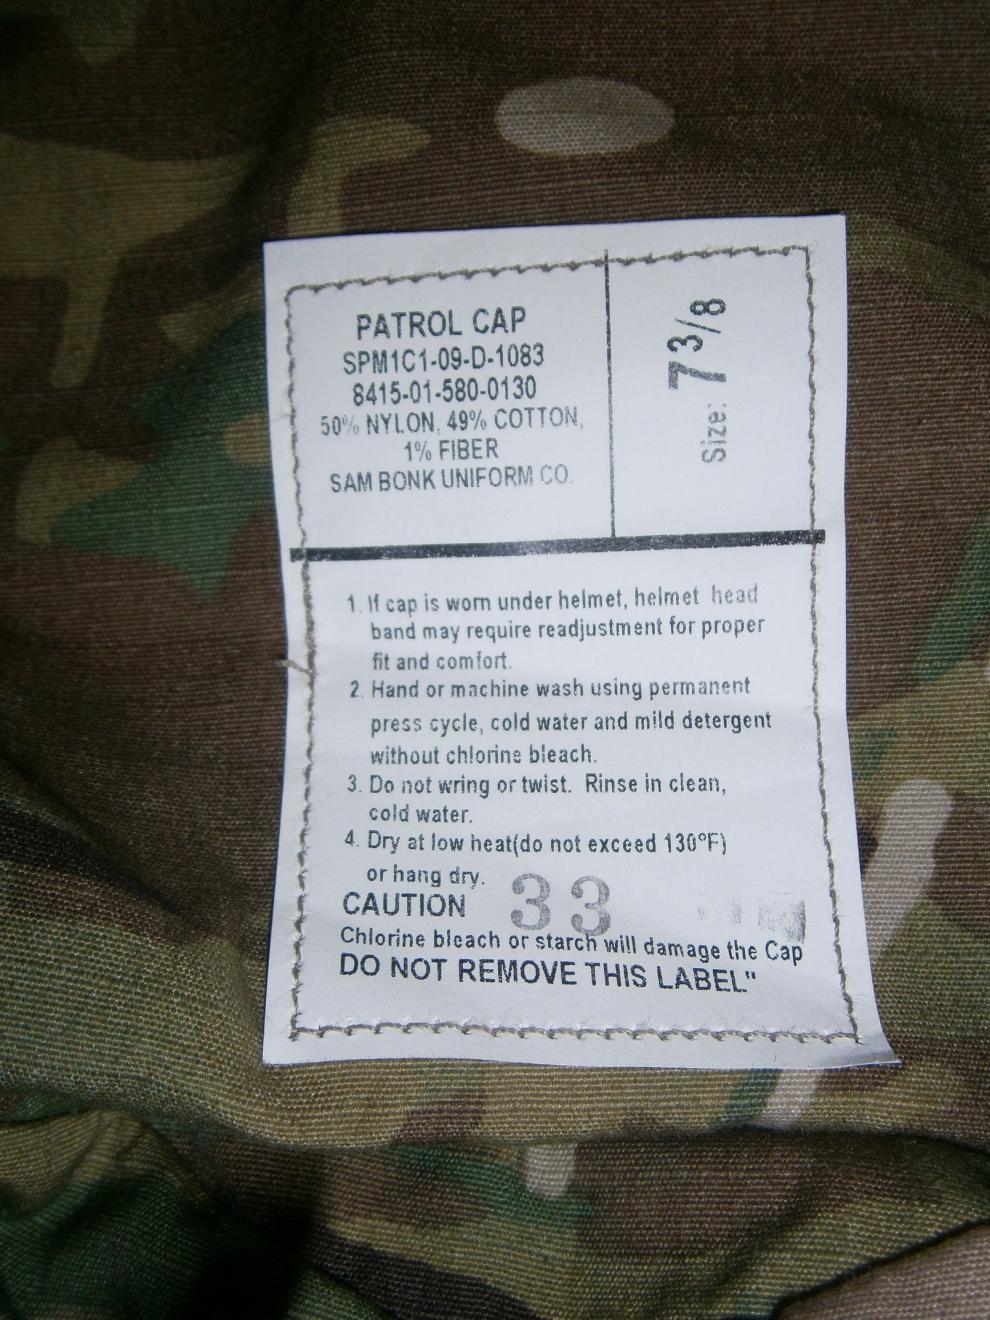 PATROL CAP
SPM1C1-09-D-1083
8415-01-580-0130
50% NYLON, 49% COTTON,
1% FIBER
SAM BONK UNIFORM CO.
Size: 7 3/8
1. If cap is worn under helmet, helmet head
band may require readjustment for proper
fit and comfort.
2. Hand or machine wash using permanent
press cycle, cold water and mild detergent
without chlorine bleach.
3. Do not wring or twist. Rinse in clean,
cold water.
4. Dry at low heat(do not exceed 130°F)
or hang dry.
33
CAUTION
Chlorine bleach or starch will damage the Cap
DO NOT REMOVE THIS LABEL"